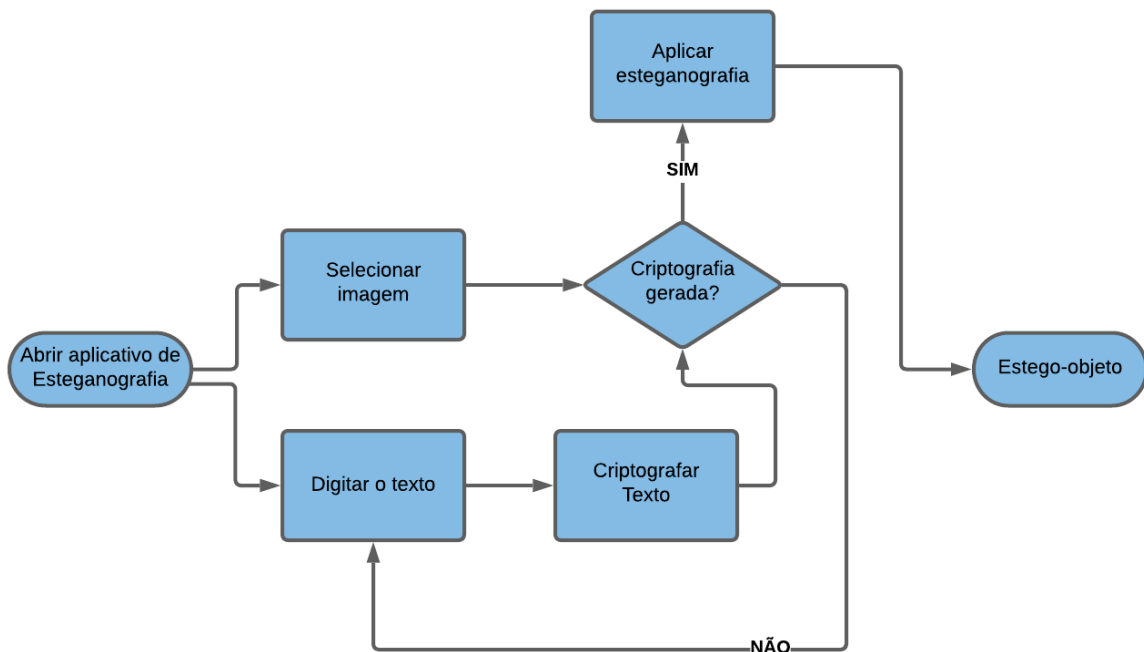 Aplicar
esteganografia
SIM
Selecionar
imagem
Criptografia
gerada?
Abrir aplicativo de
Esteganografia
Estego-objeto
Digitar o texto
Criptografar
Texto
NÃO